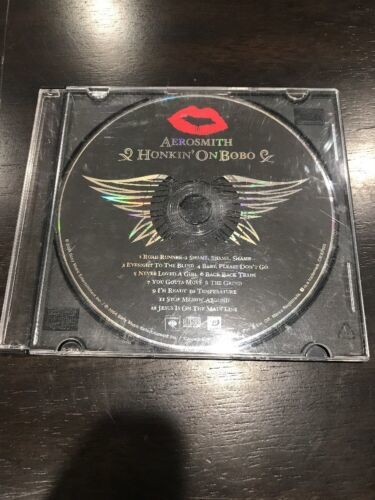 AEROSMITH
HONKIN' ON BOBO
1 ROAD RUNNER 2 SHAME, SHAME, SHAME
3 EYESIGHT TO THE BLIND 4 BABY, PLEASE DON'T GO
5 NEVER LOVED A GIRL 6 BACK BACK TRAIN
7 YOU GOTTA MOVE 8 THE GRIND
9 I'M READY 10 TEMPERATURE
11 STOP MESSIN' AROUND
12 JESUS IS ON THE MAIN LINE